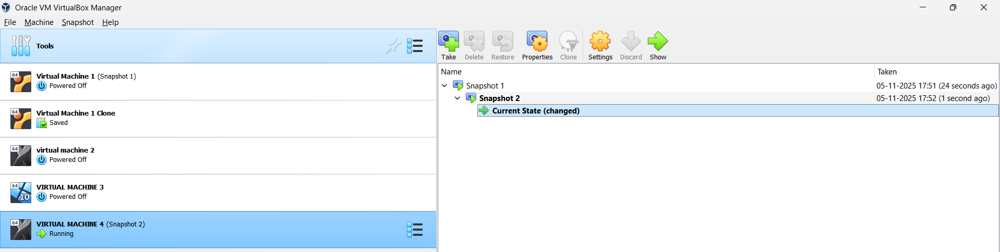 Oracle VM VirtualBox Manager
File Machine Snapshot Help
Tools
64
Virtual Machine 1 (Snapshot 1)
Powered Off
64
Virtual Machine 1 Clone
Saved
64
virtual machine 2
Powered Off
64
10
VIRTUAL MACHINE 3
Powered Off
64
VIRTUAL MACHINE 4 (Snapshot 2)
Running
Take Delete Restore Properties Clone Settings Discard Show
Name Taken
Snapshot 1 05-11-2025 17:51 (24 seconds ago)
Snapshot 2 05-11-2025 17:52 (1 second ago)
Current State (changed)